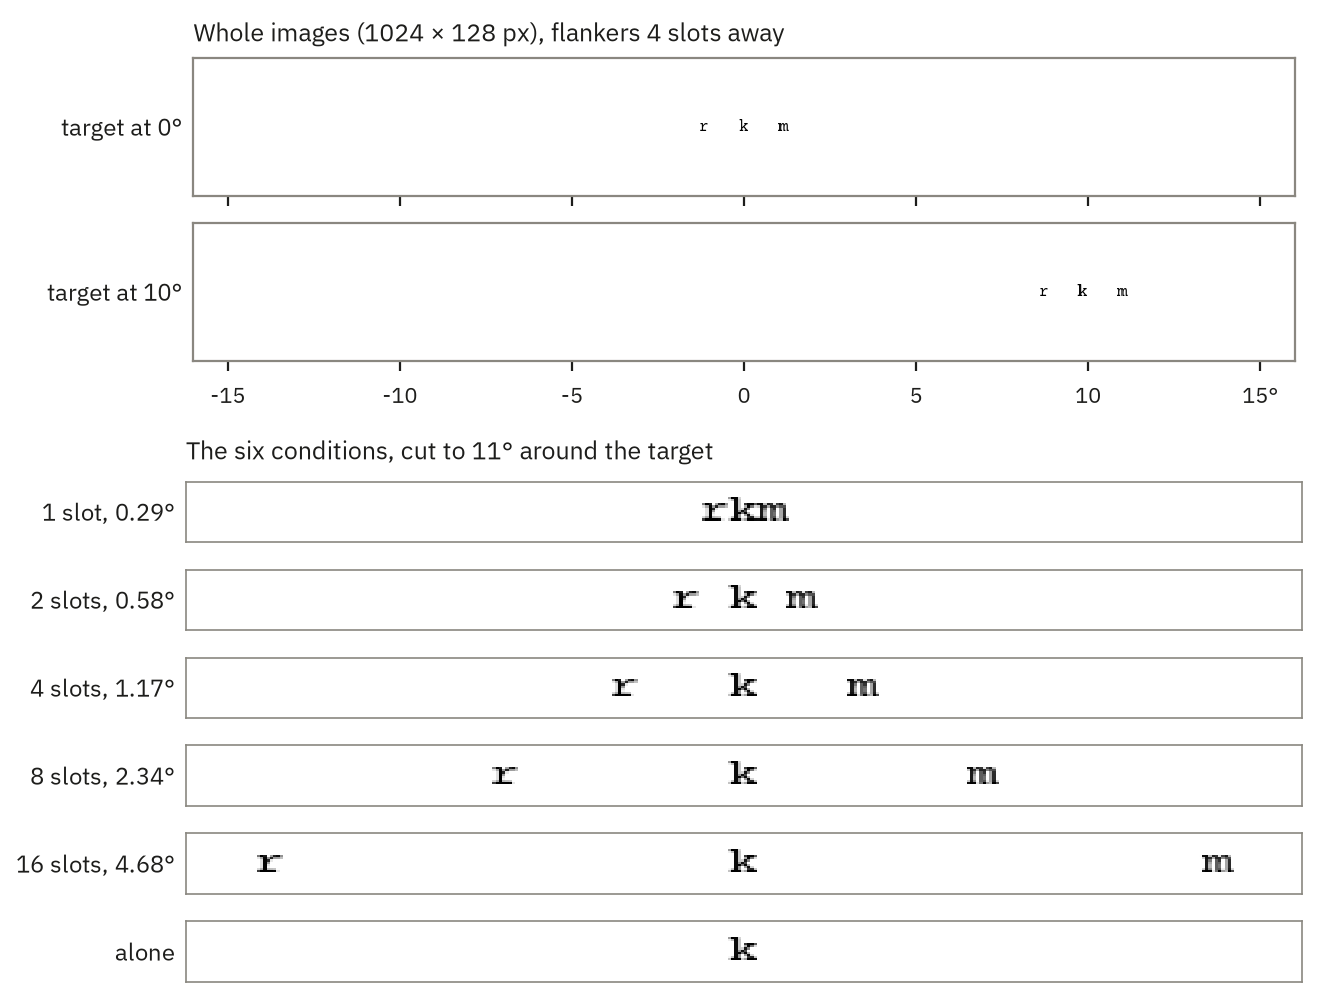 Whole images (1024 × 128 px), flankers 4 slots away
target at 0°
r k m
target at 10°
r k m
-15 -10 -5 0 5 10 15°
The six conditions, cut to 11° around the target
1 slot, 0.29°
rkm
2 slots, 0.58°
r k m
4 slots, 1.17°
r k m
8 slots, 2.34°
r k m
16 slots, 4.68°
r k m
alone
k